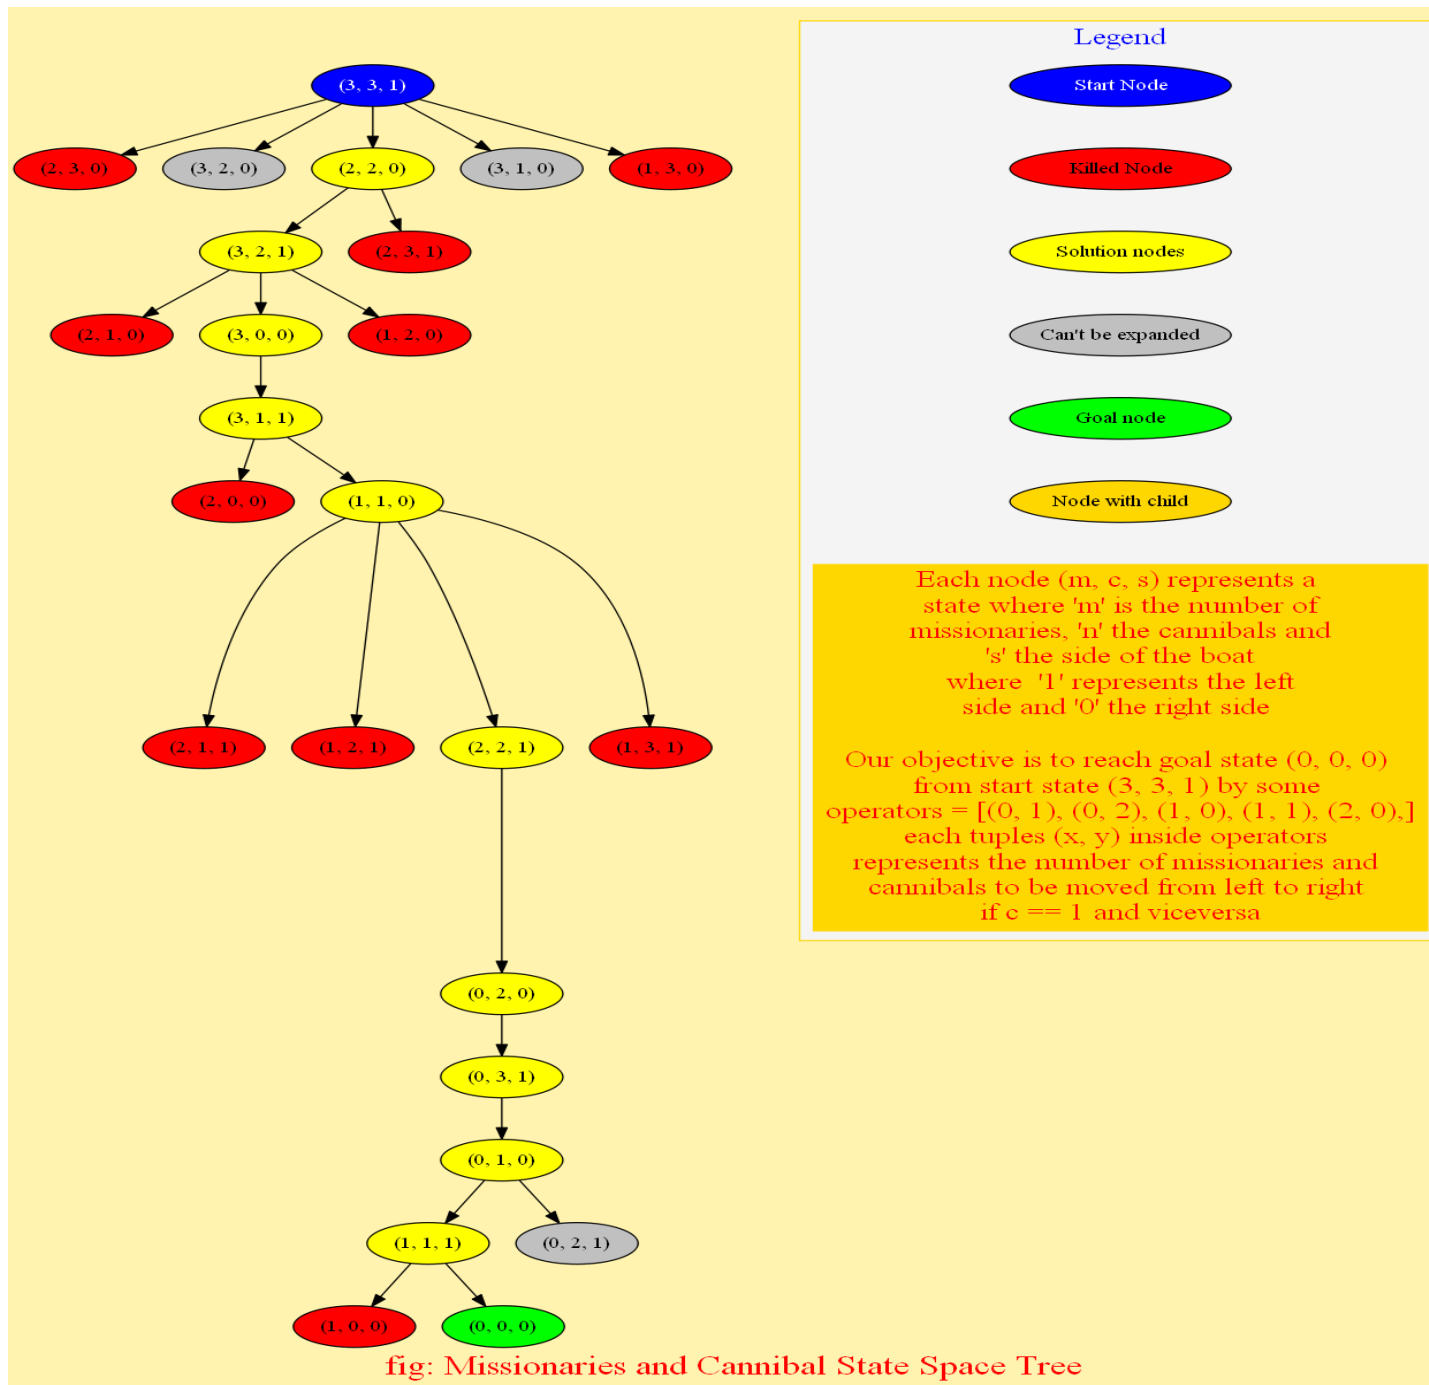 (3, 3, 1)
(2, 3, 0)
(3, 2, 0)
(2, 2, 0)
(3, 1, 0)
(1, 3, 0)
(3, 2, 1)
(2, 3, 1)
(2, 1, 0)
(3, 0, 0)
(1, 2, 0)
(3, 1, 1)
(2, 0, 0)
(1, 1, 0)
(2, 1, 1)
(1, 2, 1)
(2, 2, 1)
(1, 3, 1)
(0, 2, 0)
(0, 3, 1)
(0, 1, 0)
(1, 1, 1)
(0, 2, 1)
(1, 0, 0)
(0, 0, 0)
Legend
Start Node
Killed Node
Solution nodes
Can't be expanded
Goal node
Node with child
Each node (m, c, s) represents a
state where 'm' is the number of
missionaries, 'n' the cannibals and
's' the side of the boat
where '1' represents the left
side and '0' the right side
Our objective is to reach goal state (0, 0, 0)
from start state (3, 3, 1) by some
operators = [(0, 1), (0, 2), (1, 0), (1, 1), (2, 0),]
each tuples (x, y) inside operators
represents the number of missionaries and
cannibals to be moved from left to right
if c == 1 and viceversa
fig: Missionaries and Cannibal State Space Tree